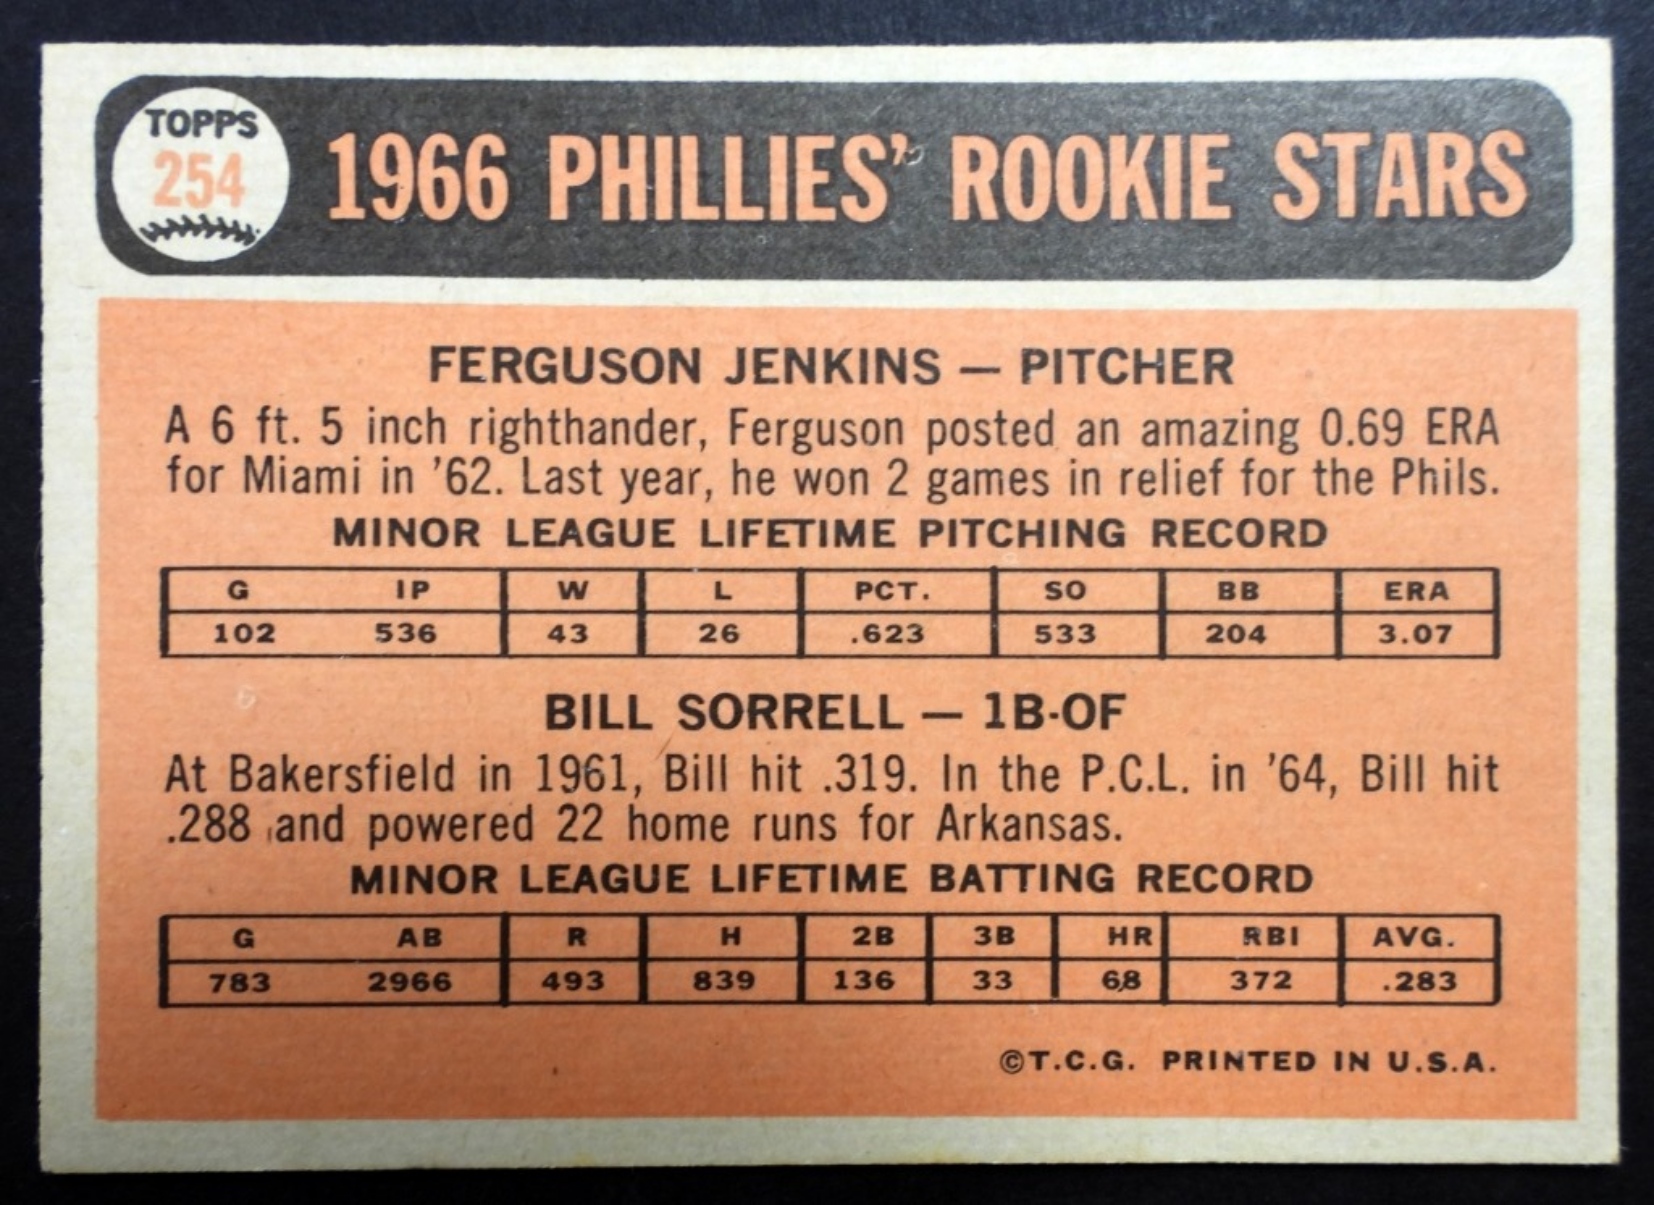 TOPPS
254
1966 PHILLIES' ROOKIE STARS
FERGUSON JENKINS — PITCHER
A 6 ft. 5 inch righthander, Ferguson posted an amazing 0.69 ERA
for Miami in '62. Last year, he won 2 games in relief for the Phils.
MINOR LEAGUE LIFETIME PITCHING RECORD
G IP W L PCT. SO BB ERA
102 536 43 26 .623 533 204 3.07
BILL SORRELL — 1B-OF
At Bakersfield in 1961, Bill hit .319. In the P.C.L. in '64, Bill hit
.288 and powered 22 home runs for Arkansas.
MINOR LEAGUE LIFETIME BATTING RECORD
G AB R H 2B 3B HR RBI AVG.
783 2966 493 839 136 33 68 372 .283
©T.C.G. PRINTED IN U.S.A.